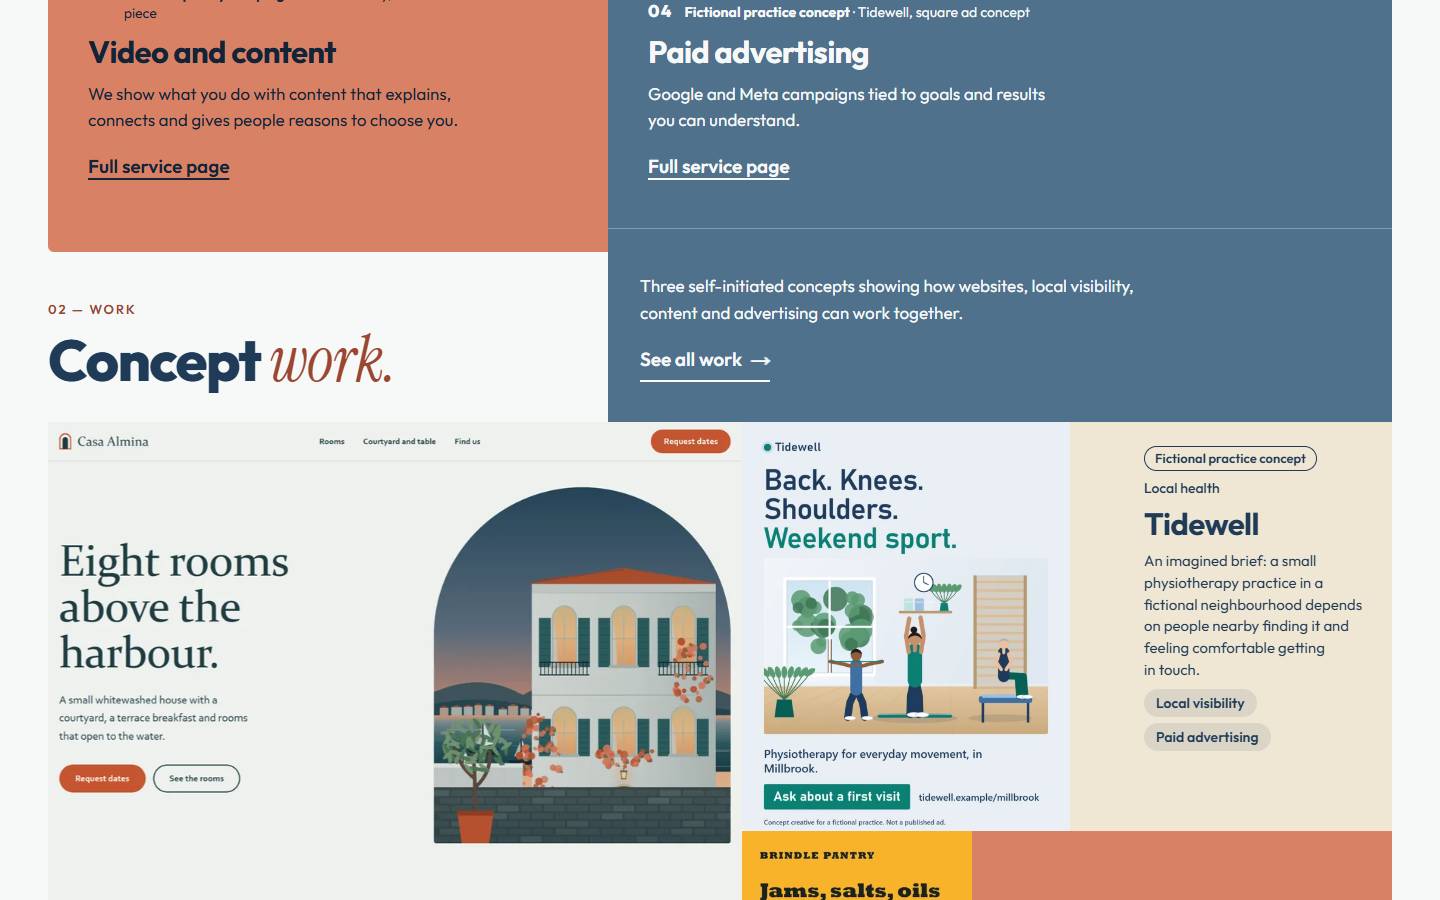 piece
Video and content
We show what you do with content that explains,
connects and gives people reasons to choose you.
Full service page
04 Fictional practice concept · Tidewell, square ad concept
Paid advertising
Google and Meta campaigns tied to goals and results
you can understand.
Full service page
Three self-initiated concepts showing how websites, local visibility,
content and advertising can work together.
See all work →
02 — WORK
Concept work.
Casa Almina
Rooms
Courtyard and table
Find us
Request dates
Eight rooms
above the
harbour.
A small whitewashed house with a
courtyard, a terrace breakfast and rooms
that open to the water.
Request dates
See the rooms
Tidewell
Back. Knees.
Shoulders.
Weekend sport.
Physiotherapy for everyday movement, in
Millbrook.
Ask about a first visit
tidewell.example/millbrook
Concept creative for a fictional practice. Not a published ad.
Fictional practice concept
Local health
Tidewell
An imagined brief: a small
physiotherapy practice in a
fictional neighbourhood depends
on people nearby finding it and
feeling comfortable getting
in touch.
Local visibility
Paid advertising
BRINDLE PANTRY
Jams, salts, oils